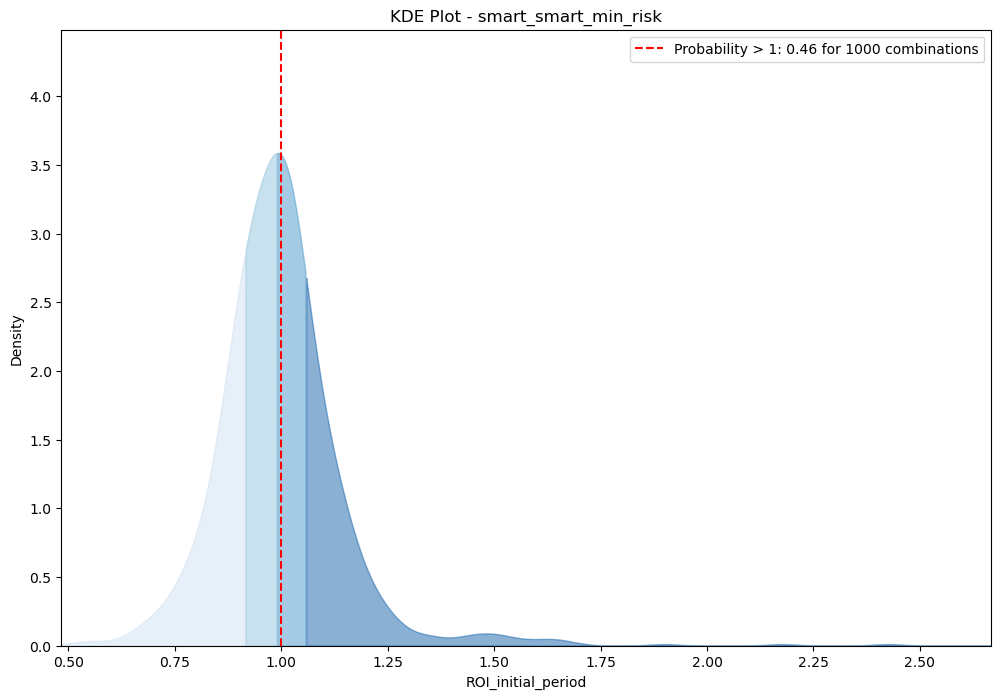 KDE Plot - smart_smart_min_risk
Probability > 1: 0.46 for 1000 combinations
Density
4.0
3.5
3.0
2.5
2.0
1.5
1.0
0.5
0.0
0.50 0.75 1.00 1.25 1.50 1.75 2.00 2.25 2.50
ROI_initial_period